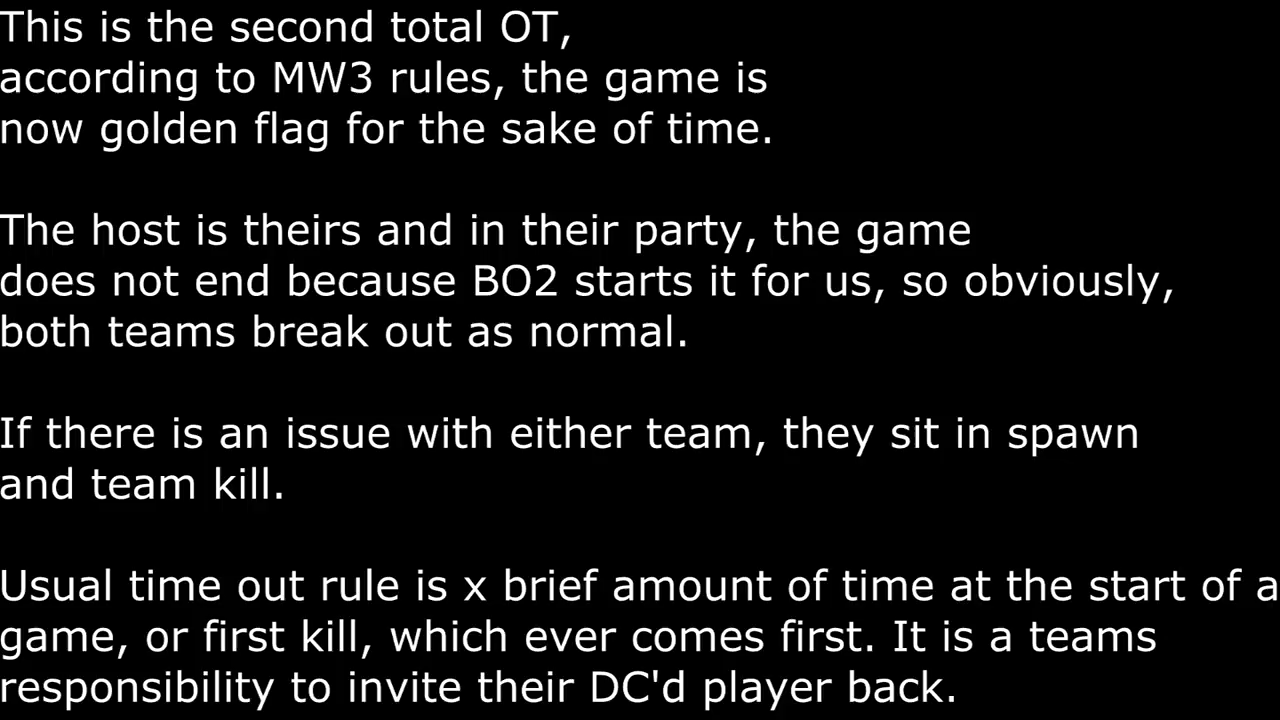 This is the second total OT,
according to MW3 rules, the game is
now golden flag for the sake of time.
The host is theirs and in their party, the game
does not end because BO2 starts it for us, so obviously,
both teams break out as normal.
If there is an issue with either team, they sit in spawn
and team kill.
Usual time out rule is x brief amount of time at the start of a
game, or first kill, which ever comes first. It is a teams
responsibility to invite their DC'd player back.